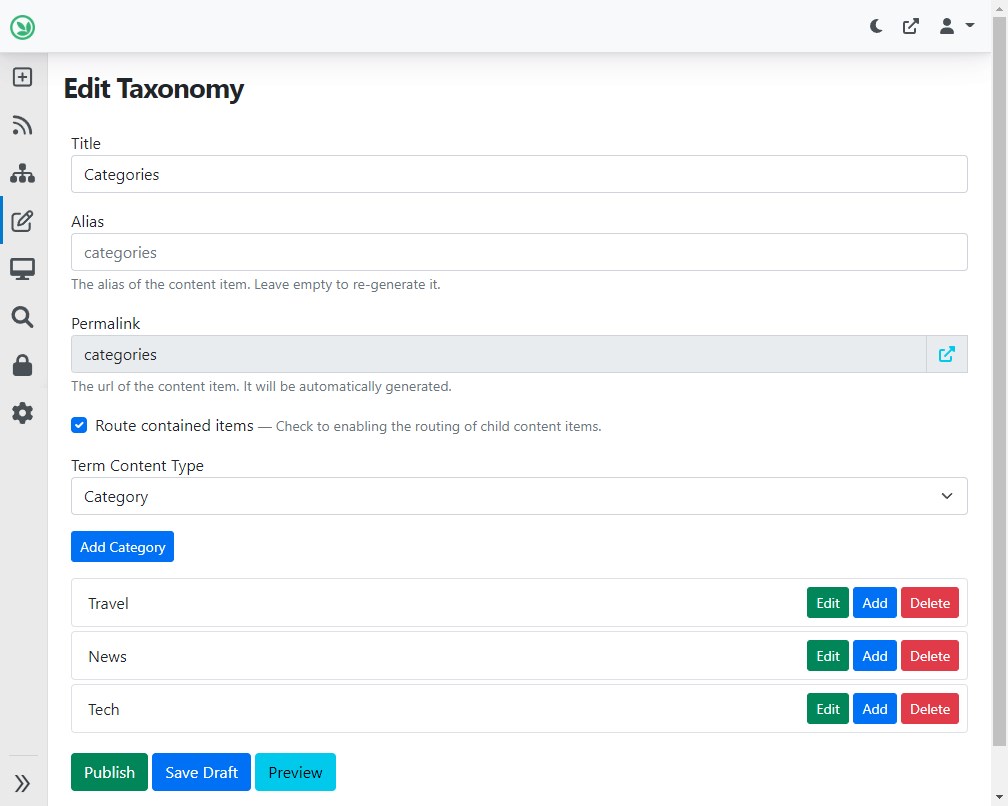 Edit Taxonomy
Title
Categories
Alias
categories
The alias of the content item. Leave empty to re-generate it.
Permalink
categories
The url of the content item. It will be automatically generated.
Route contained items — Check to enabling the routing of child content items.
Term Content Type
Category
Add Category
Travel Edit Add Delete
News Edit Add Delete
Tech Edit Add Delete
Publish Save Draft Preview